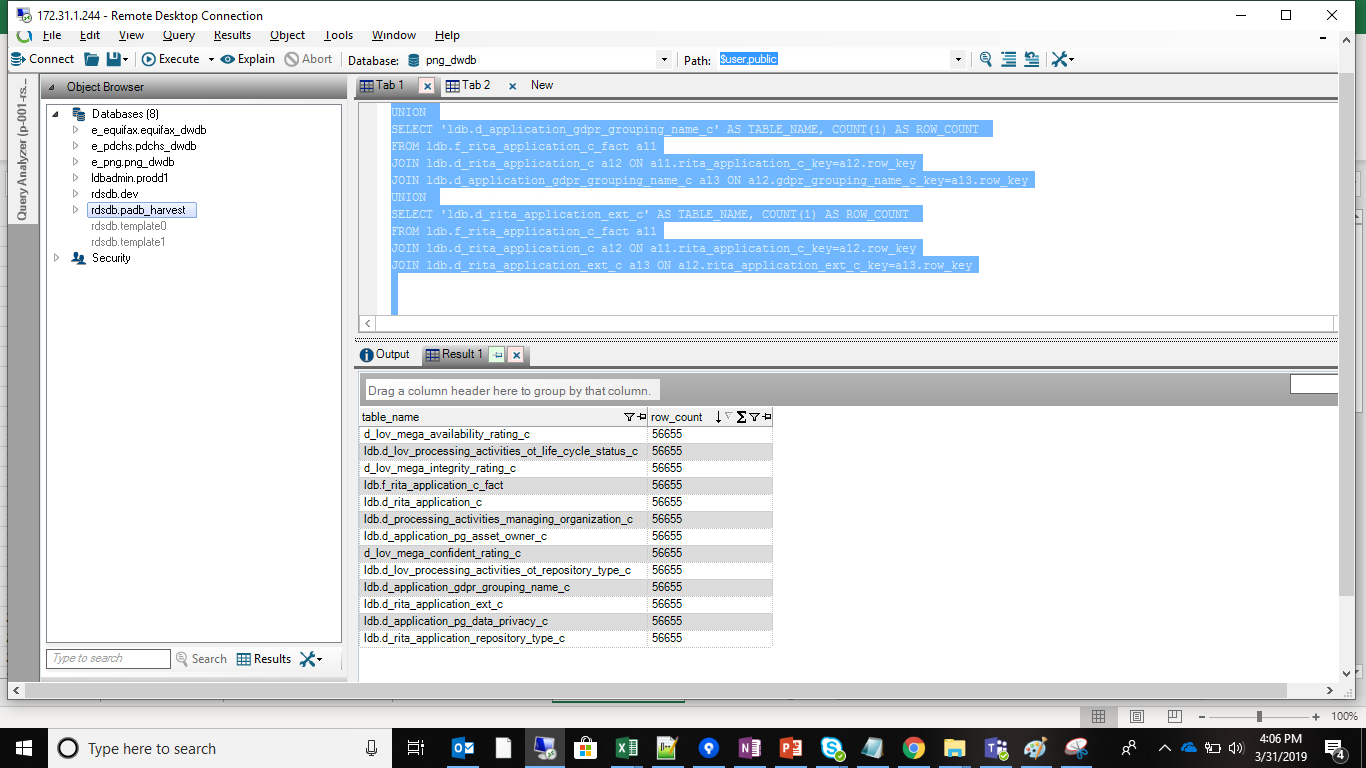 172.31.1.244 - Remote Desktop Connection
File Edit View Query Results Object Tools Window Help
Connect Execute Explain Abort Database: png_dwdb Path: $user,public
Query Analyzer (p-001-rs...
Object Browser
Tab 1 Tab 2 New
Databases (8)
e_equifax.equifax_dwdb
e_pdchs.pdchs_dwdb
e_png.png_dwdb
ldbadmin.prodd1
rdsdb.dev
rdsdb.padb_harvest
rdsdb.template0
rdsdb.template1
Security
UNION
SELECT 'ldb.d_application_gdpr_grouping_name_c' AS TABLE_NAME, COUNT(1) AS ROW_COUNT
FROM ldb.f_rita_application_c_fact a11
JOIN ldb.d_rita_application_c a12 ON a11.rita_application_c_key=a12.row_key
JOIN ldb.d_application_gdpr_grouping_name_c a13 ON a12.gdpr_grouping_name_c_key=a13.row_key
UNION
SELECT 'ldb.d_rita_application_ext_c' AS TABLE_NAME, COUNT(1) AS ROW_COUNT
FROM ldb.f_rita_application_c_fact a11
JOIN ldb.d_rita_application_c a12 ON a11.rita_application_c_key=a12.row_key
JOIN ldb.d_rita_application_ext_c a13 ON a12.rita_application_ext_c_key=a13.row_key
Output Result 1
Drag a column header here to group by that column.
table_name row_count
d_lov_mega_availability_rating_c 56655
ldb.d_lov_processing_activities_ot_life_cycle_status_c 56655
d_lov_mega_integrity_rating_c 56655
ldb.f_rita_application_c_fact 56655
ldb.d_rita_application_c 56655
ldb.d_processing_activities_managing_organization_c 56655
ldb.d_application_pg_asset_owner_c 56655
d_lov_mega_confident_rating_c 56655
ldb.d_lov_processing_activities_ot_repository_type_c 56655
ldb.d_application_gdpr_grouping_name_c 56655
ldb.d_rita_application_ext_c 56655
ldb.d_application_pg_data_privacy_c 56655
ldb.d_rita_application_repository_type_c 56655
Type to search Search Results
100%
Type here to search
4:06 PM
3/31/2019
4